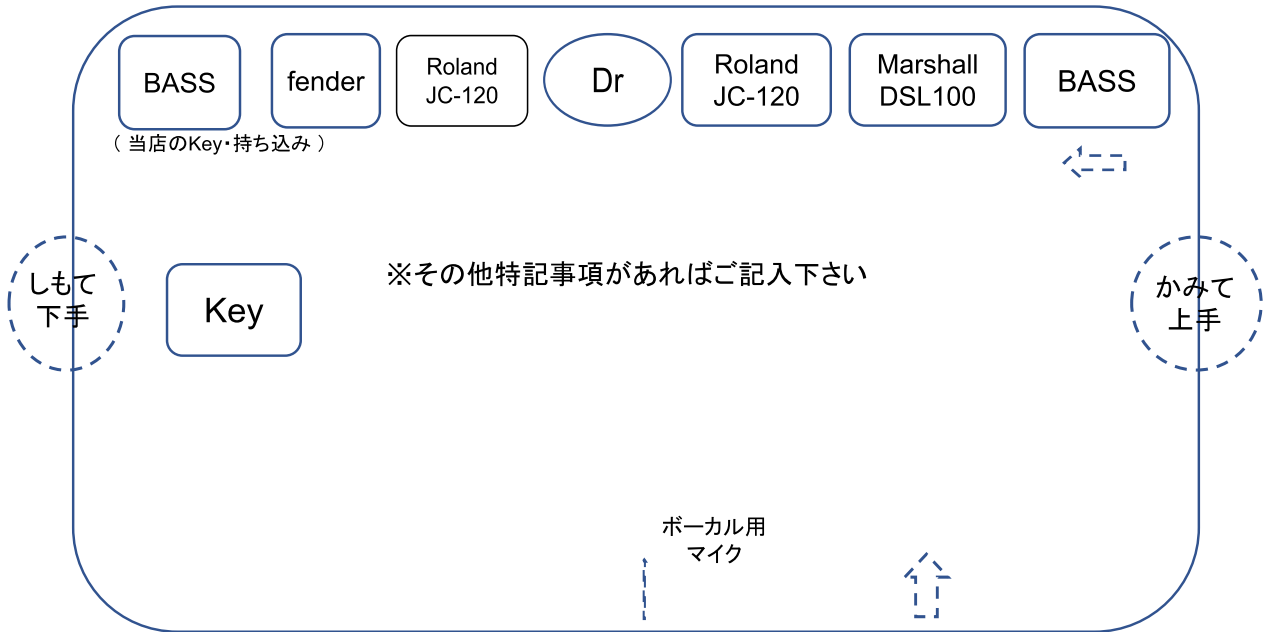 BASS
fender
Roland
JC-120
Dr
Roland
JC-120
Marshall
DSL100
BASS
（ 当店のKey・持ち込み ）
しもて
下手
Key
※その他特記事項があればご記入下さい
かみて
上手
ボーカル用
マイク